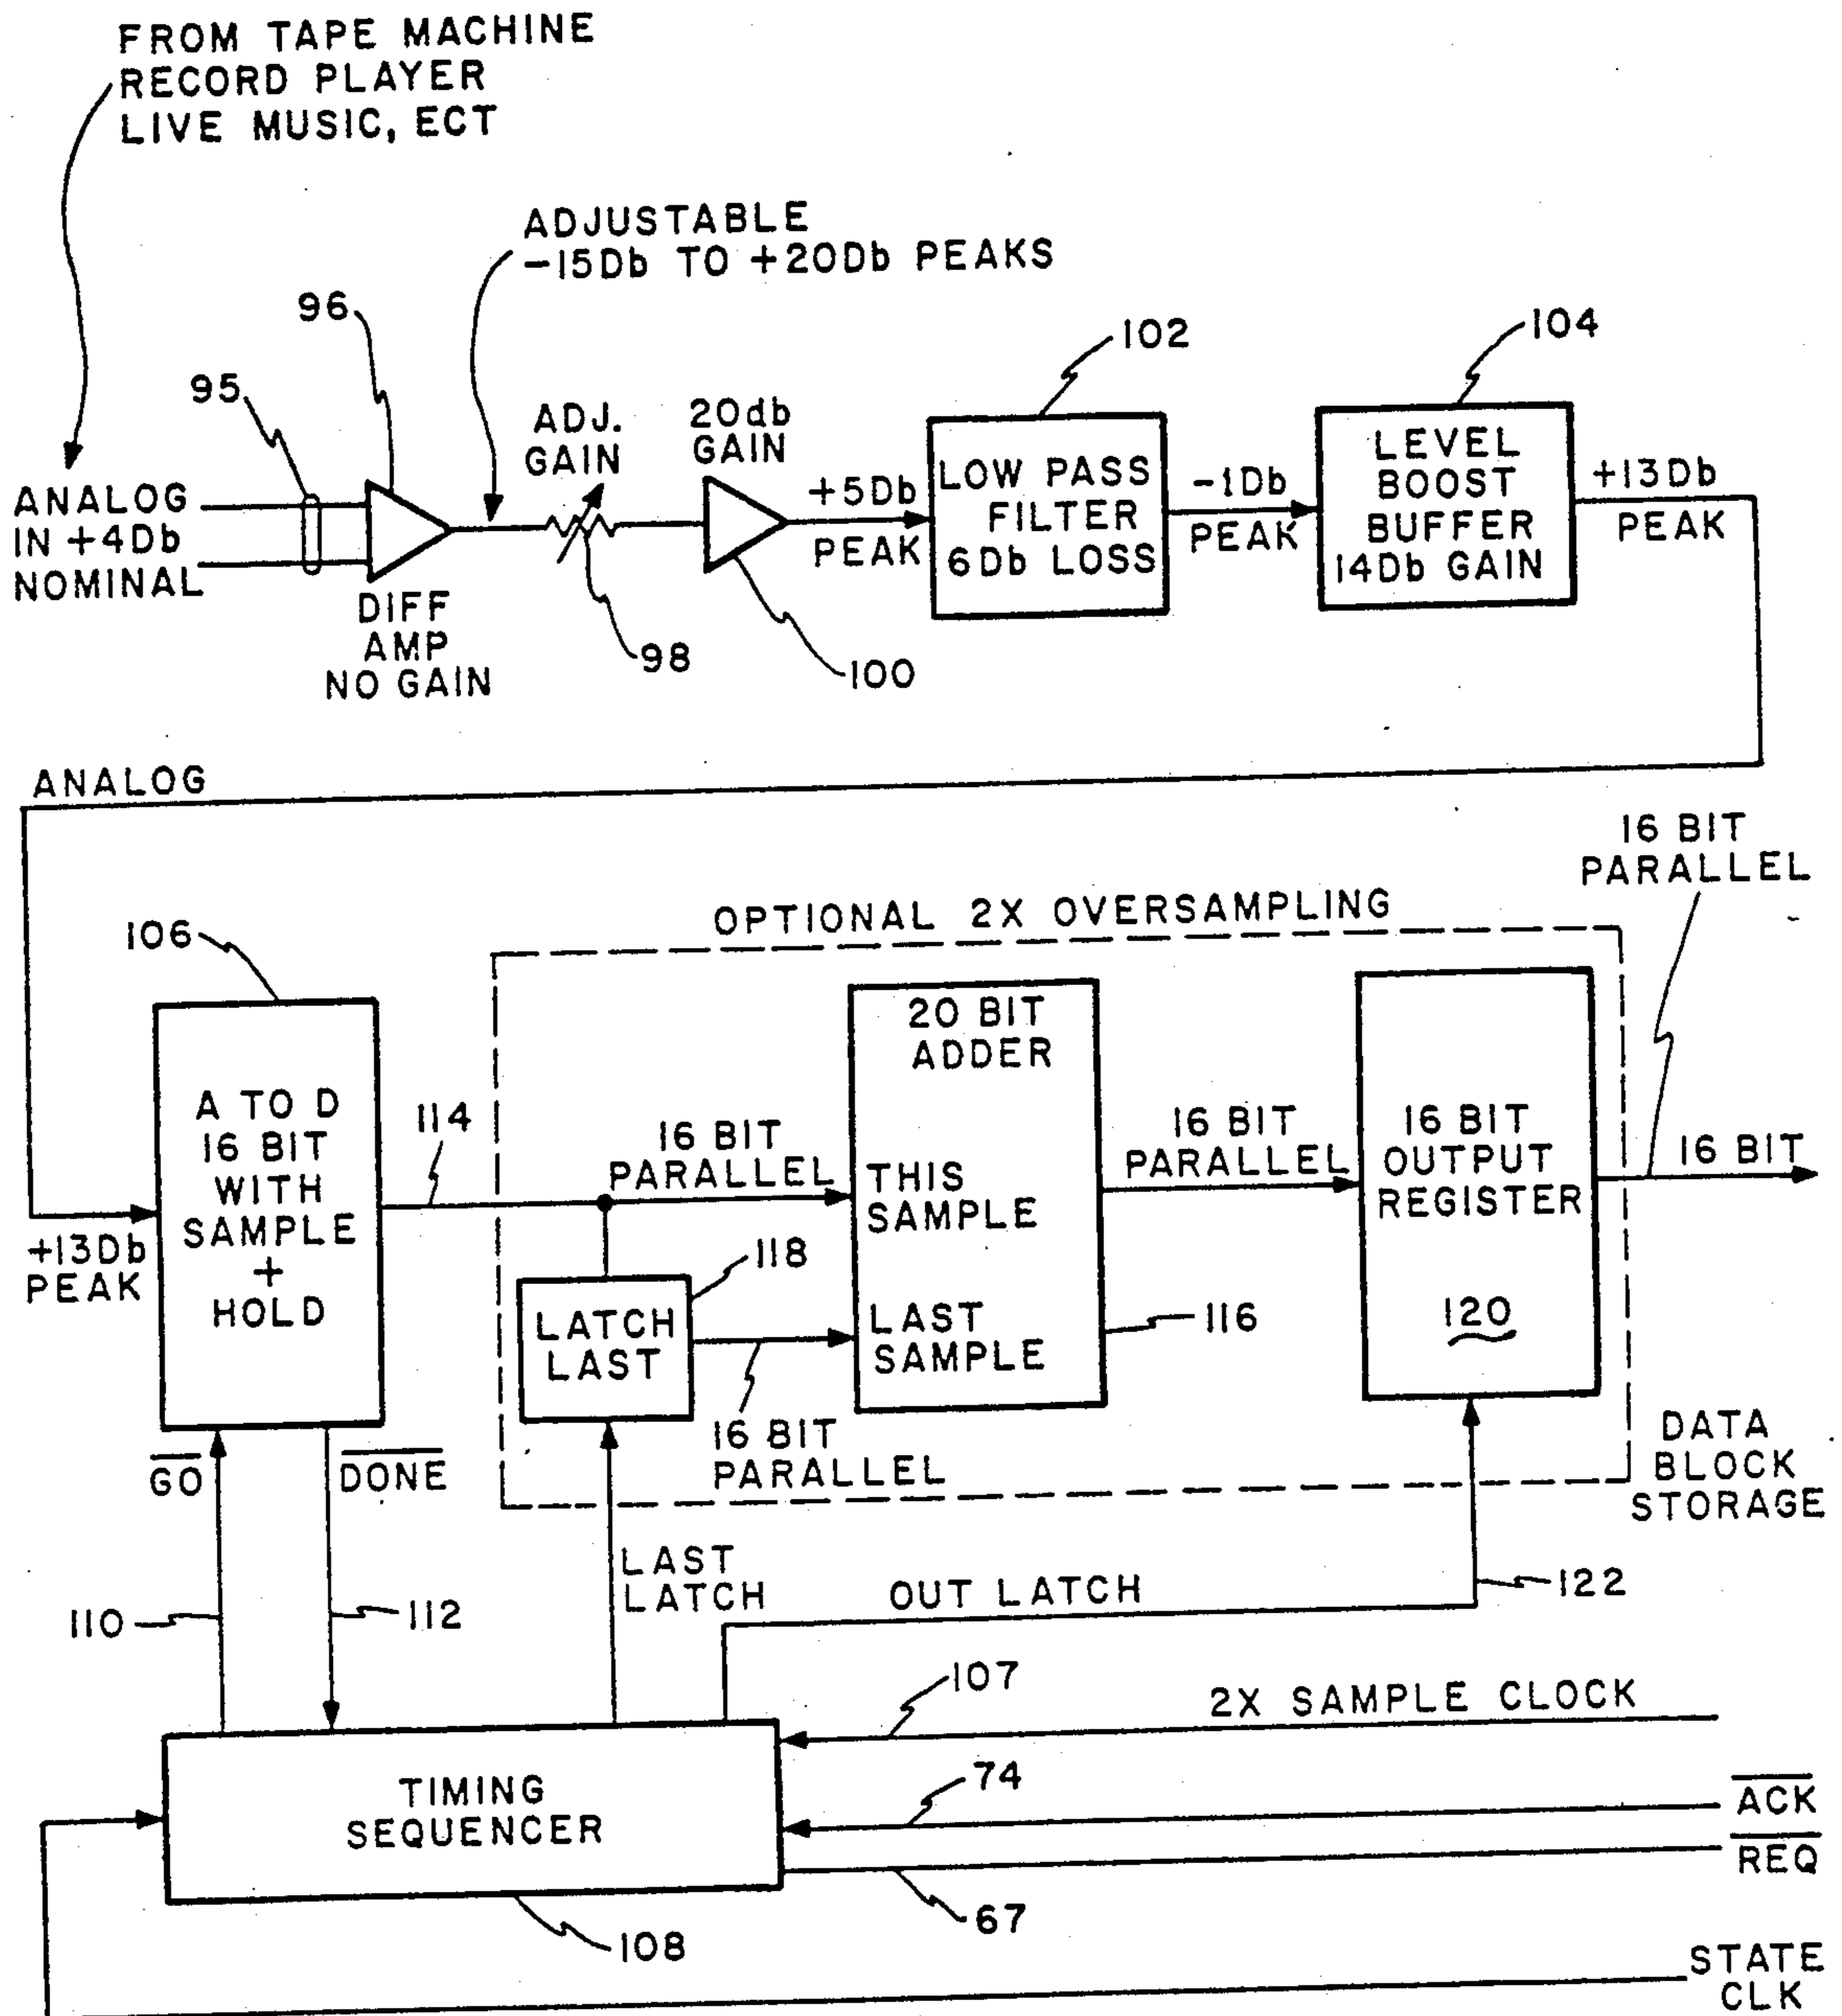 FROM TAPE MACHINE
RECORD PLAYER
LIVE MUSIC, ECT
ADJUSTABLE
-15Db TO +20Db PEAKS
96
102
104
95
ADJ.
GAIN
20db
GAIN
ANALOG
IN +4Db
NOMINAL
+5Db
PEAK
LOW PASS
FILTER
6Db LOSS
-1Db
PEAK
LEVEL
BOOST
BUFFER
14Db GAIN
+13Db
PEAK
DIFF
AMP
NO GAIN
98
100
ANALOG
16 BIT
PARALLEL
OPTIONAL 2X OVERSAMPLING
106
A TO D
16 BIT
WITH
SAMPLE
+
HOLD
114
16 BIT
PARALLEL
20 BIT
ADDER
THIS
SAMPLE
LAST
SAMPLE
16 BIT
PARALLEL
16 BIT
OUTPUT
REGISTER
120
16 BIT
+13Db
PEAK
118
LATCH
LAST
116
16 BIT
PARALLEL
DATA
BLOCK
STORAGE
GO
DONE
LAST
LATCH
OUT LATCH
122
110
112
107
2X SAMPLE CLOCK
TIMING
SEQUENCER
74
ACK
REQ
67
108
STATE
CLK